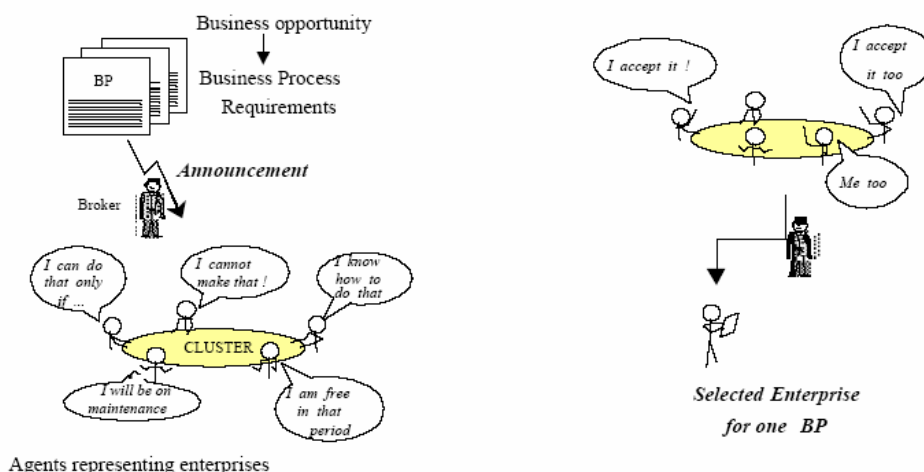 Business opportunity
BP
Business Process
Requirements
Announcement
Broker
I can do
that only
if ...
I cannot
make that !
I know
how to
do that
CLUSTER
I will be on
maintenance
I am free
in that
period
Agents representing enterprises
I accept it !
I accept
it too
Me too
Selected Enterprise
for one BP